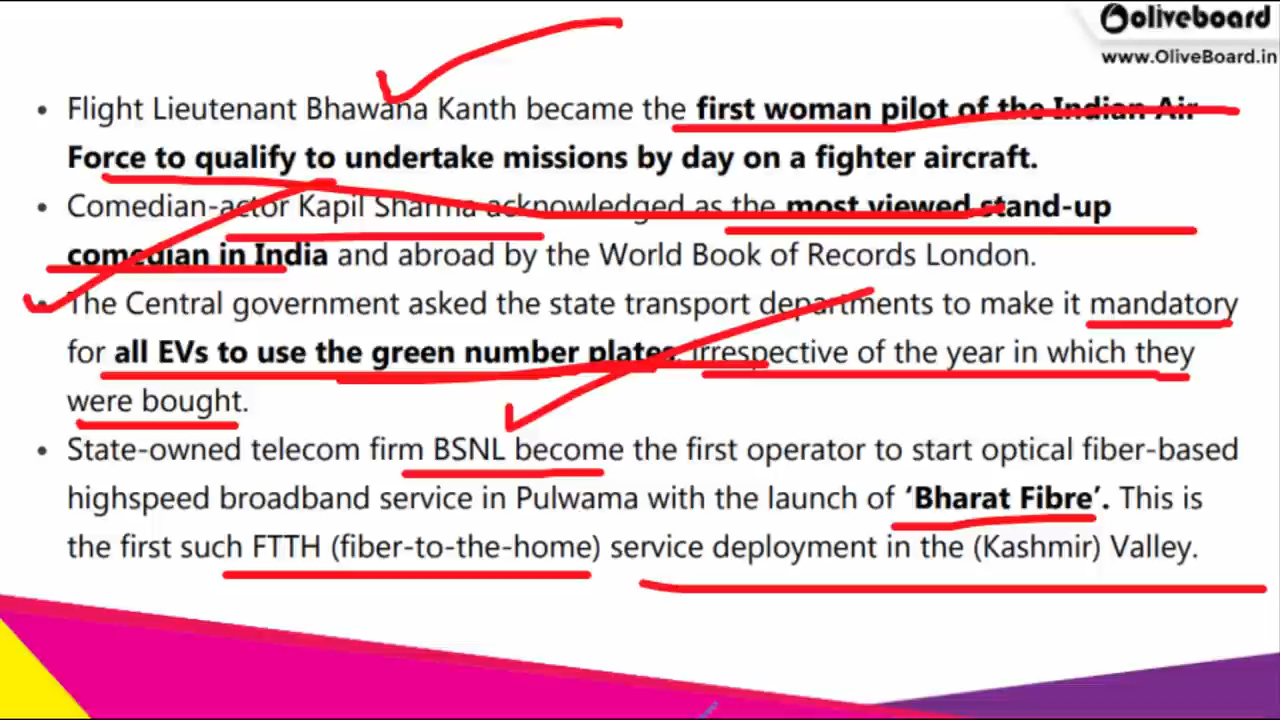 oliveboard
www.OliveBoard.in
• Flight Lieutenant Bhawana Kanth became the first woman pilot of the Indian Air
Force to qualify to undertake missions by day on a fighter aircraft.
• Comedian-actor Kapil Sharma acknowledged as the most viewed stand-up
comedian in India and abroad by the World Book of Records London.
• The Central government asked the state transport departments to make it mandatory
for all EVs to use the green number plates, irrespective of the year in which they
were bought.
• State-owned telecom firm BSNL become the first operator to start optical fiber-based
highspeed broadband service in Pulwama with the launch of ‘Bharat Fibre’. This is
the first such FTTH (fiber-to-the-home) service deployment in the (Kashmir) Valley.